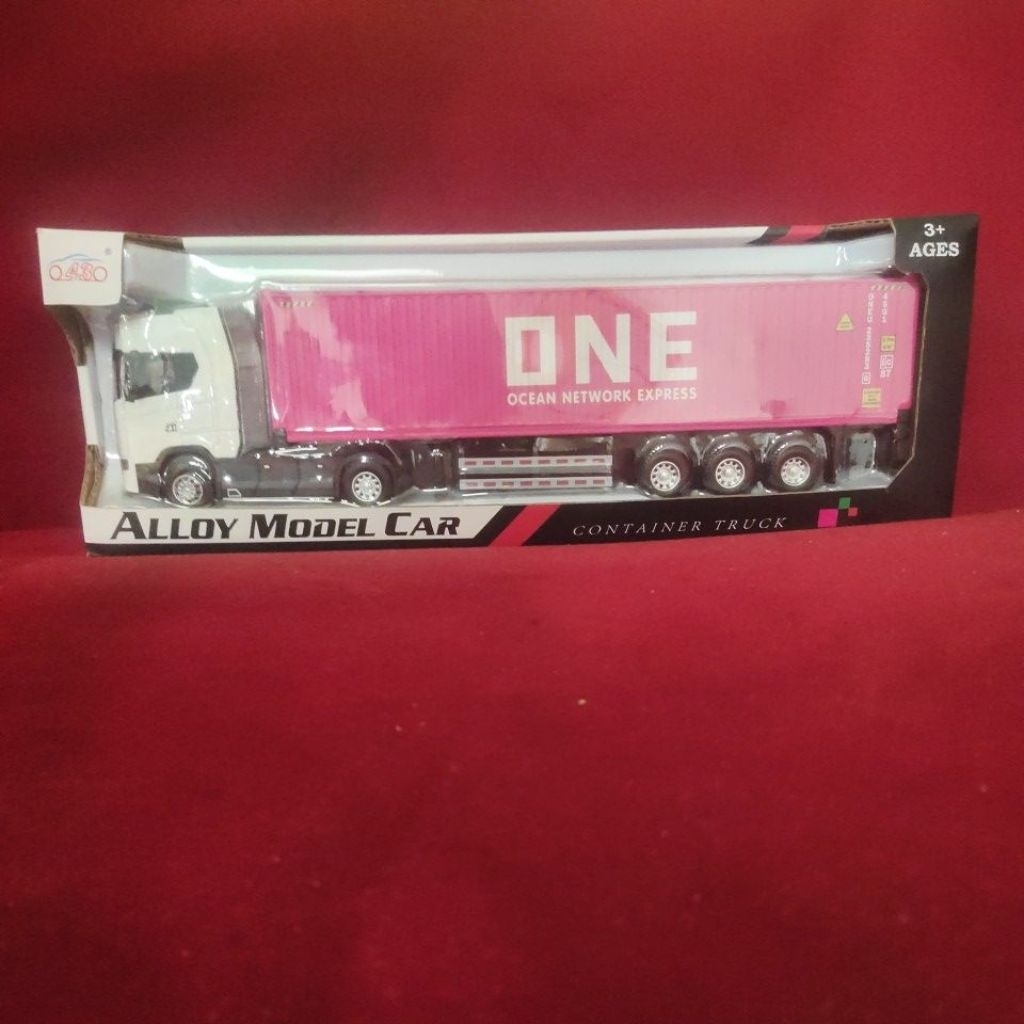 3+
AGES
ONE
OCEAN NETWORK EXPRESS
ALLOY MODEL CAR
CONTAINER TRUCK